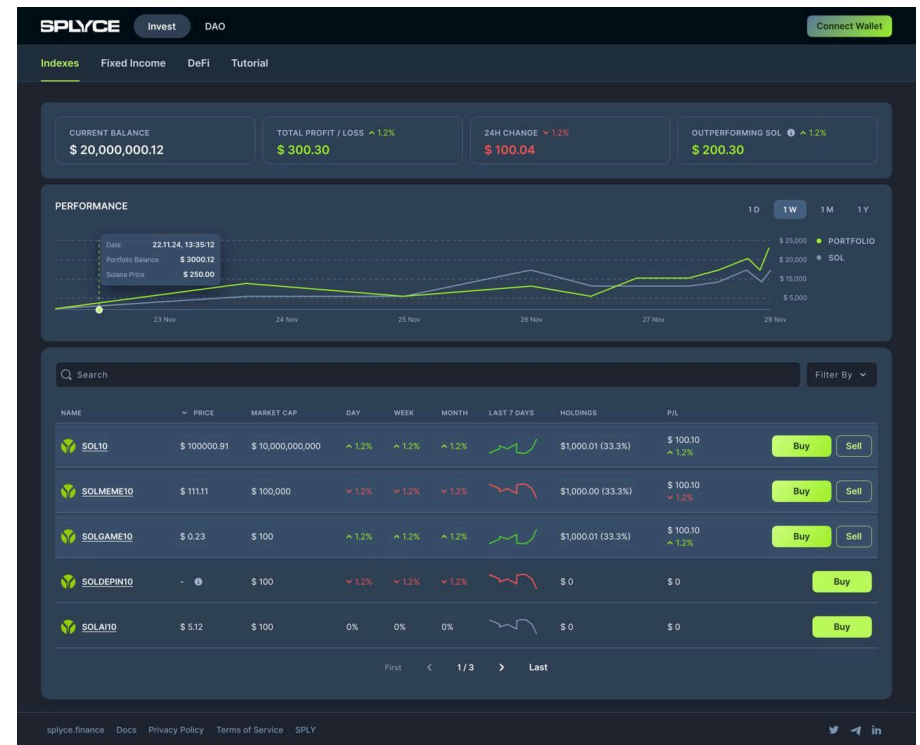 SPLYCE Invest DAO Connect Wallet
Indexes Fixed Income DeFi Tutorial
CURRENT BALANCE
$ 20,000,000.12
TOTAL PROFIT / LOSS 1.2%
$ 300.30
24H CHANGE 1.2%
$ 100.04
OUTPERFORMING SOL 1.2%
$ 200.30
PERFORMANCE
1 D 1 W 1 M 1 Y
Date 22.11.24, 13:35:12
Portfolio Balance $ 3000.12
Solana Price $ 250.00
$ 25,000
$ 20,000
$ 15,000
$ 5,000
PORTFOLIO
SOL
23 Nov 24 Nov 25 Nov 26 Nov 27 Nov 29 Nov
Search Filter By
NAME PRICE MARKET CAP DAY WEEK MONTH LAST 7 DAYS HOLDINGS P/L
SOL10 $ 100000.91 $ 10,000,000,000 1.2% 1.2% 1.2% $1,000.01 (33.3%) $ 100.10 Buy Sell
1.2%
SOLMEME10 $ 111.11 $ 100,000 1.2% 1.2% 1.2% $1,000.00 (33.3%) $ 100.10 Buy Sell
1.2%
SOLGAME10 $ 0.23 $ 100 1.2% 1.2% 1.2% $1,000.01 (33.3%) $ 100.10 Buy Sell
1.2%
SOLDEPIN10 - $ 100 1.2% 1.2% 1.2% $ 0 $ 0 Buy
SOLAI10 $ 5.12 $ 100 0% 0% 0% $ 0 $ 0 Buy
First < 1 / 3 > Last
splyce.finance Docs Privacy Policy Terms of Service SPLY